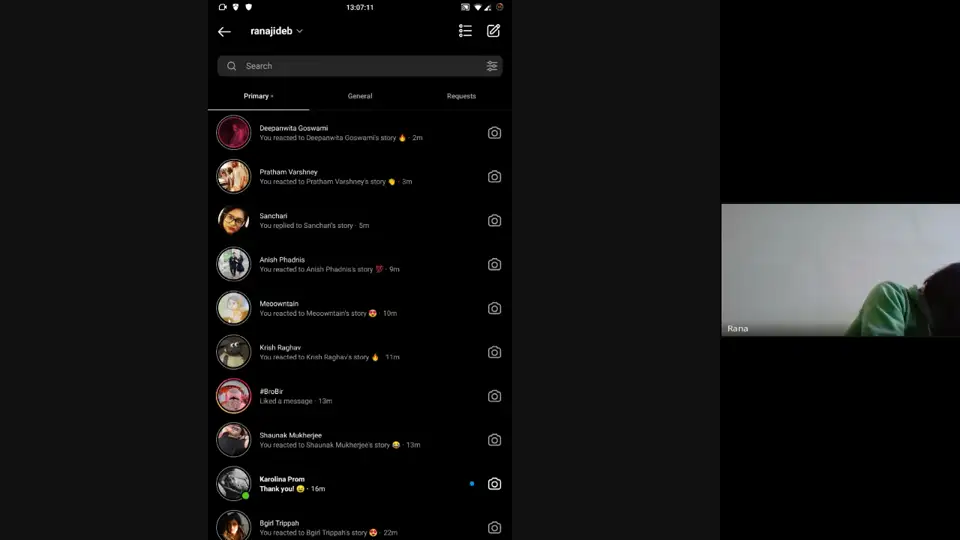 13:07:11
ranajideb
Search
Primary
General
Requests
Deepanwita Goswami
You reacted to Deepanwita Goswami's story 🔥 · 2m
Pratham Varshney
You reacted to Pratham Varshney's story 👏 · 3m
Sanchari
You replied to Sanchari's story · 5m
Anish Phadnis
You reacted to Anish Phadnis's story 💯 · 9m
Meoowntain
You reacted to Meoowntain's story 😍 · 10m
Krish Raghav
You reacted to Krish Raghav's story 🔥 · 11m
#BroBir
Liked a message · 13m
Shaunak Mukherjee
You reacted to Shaunak Mukherjee's story 😂 · 13m
Karolina Prom
Thank you! 😄 · 16m
Bgirl Trippah
You reacted to Bgirl Trippah's story 😍 · 22m
Rana